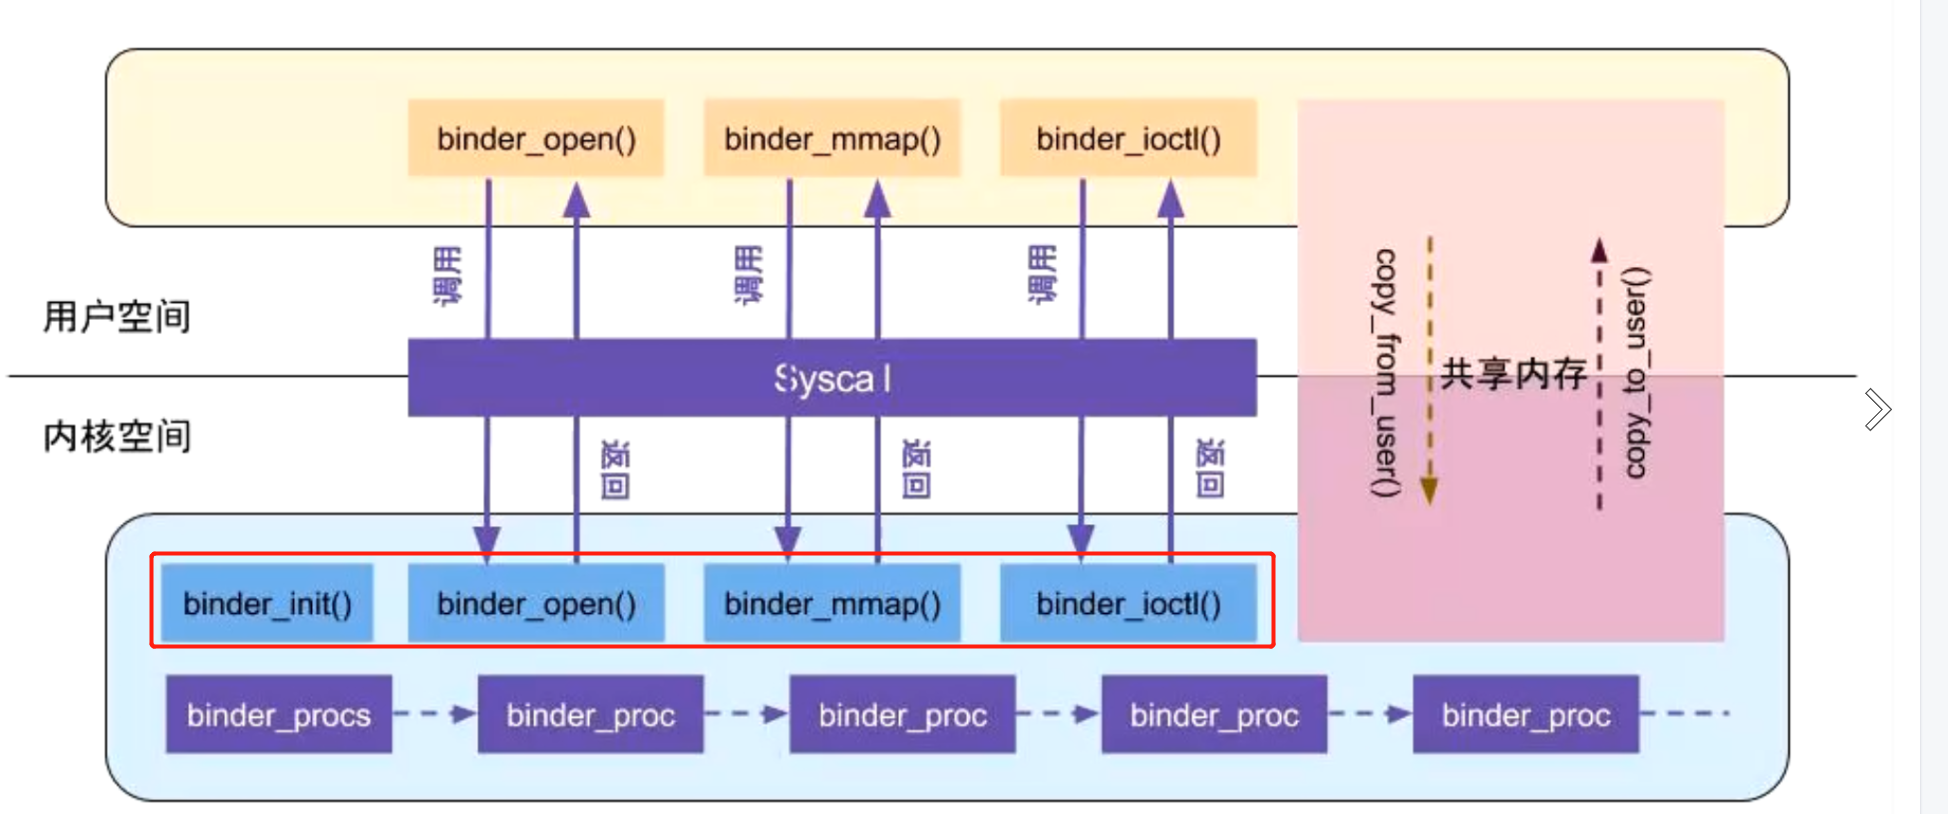 binder_open()
binder_mmap()
binder_ioctl()
调用
调用
调用
用户空间
copy_from_user()
共享内存
copy_to_user()
Sysca l
内核空间
返回
返回
返回
binder_init()
binder_open()
binder_mmap()
binder_ioctl()
binder_procs
binder_proc
binder_proc
binder_proc
binder_proc